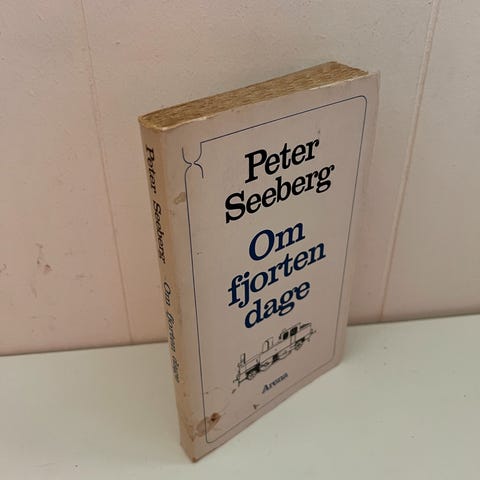 Peter
Seeberg
Om
fjorten
dage
Arena
Peter Seeberg Om fjorten dage